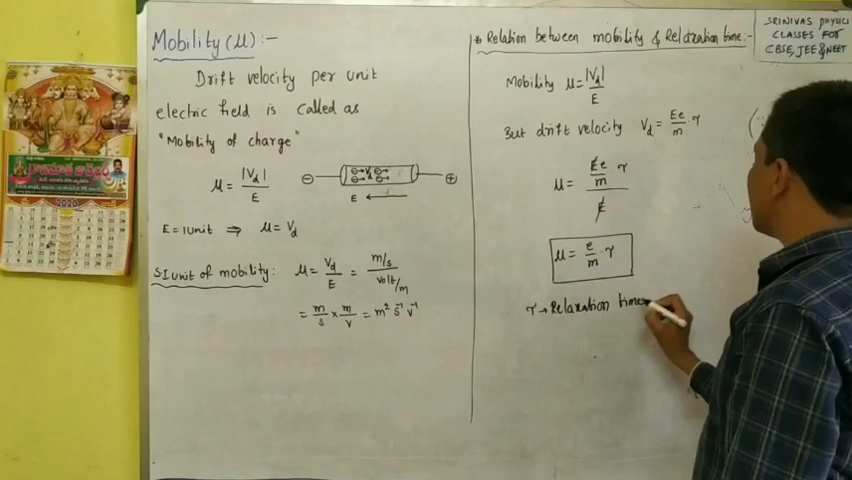 Mobility (μ) :-
Drift velocity per unit
electric field is called as
"Mobility of charge"
μ = |Vd| / E
E
E = 1 unit ⇒ μ = Vd
SI unit of mobility : μ = Vd / E = m/s / volt/m
= m/s × m/v = m² s⁻¹ v⁻¹
* Relation between mobility & Relaxation time :-
Mobility μ = |Vd| / E
But drift velocity Vd = Ee/m · τ
μ = Ee/m τ / E
μ = e/m · τ
τ → Relaxation time
SRINIVAS PHYSICS
CLASSES FOR
CBSE, JEE & NEET
2020